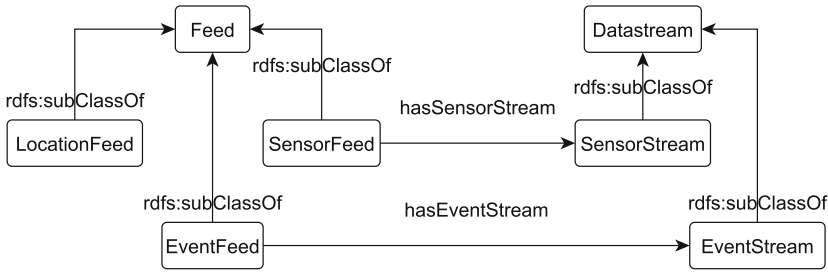 Feed
Datastream
rdfs:subClassOf
rdfs:subClassOf
rdfs:subClassOf
hasSensorStream
LocationFeed
SensorFeed
SensorStream
rdfs:subClassOf
hasEventStream
rdfs:subClassOf
EventFeed
EventStream